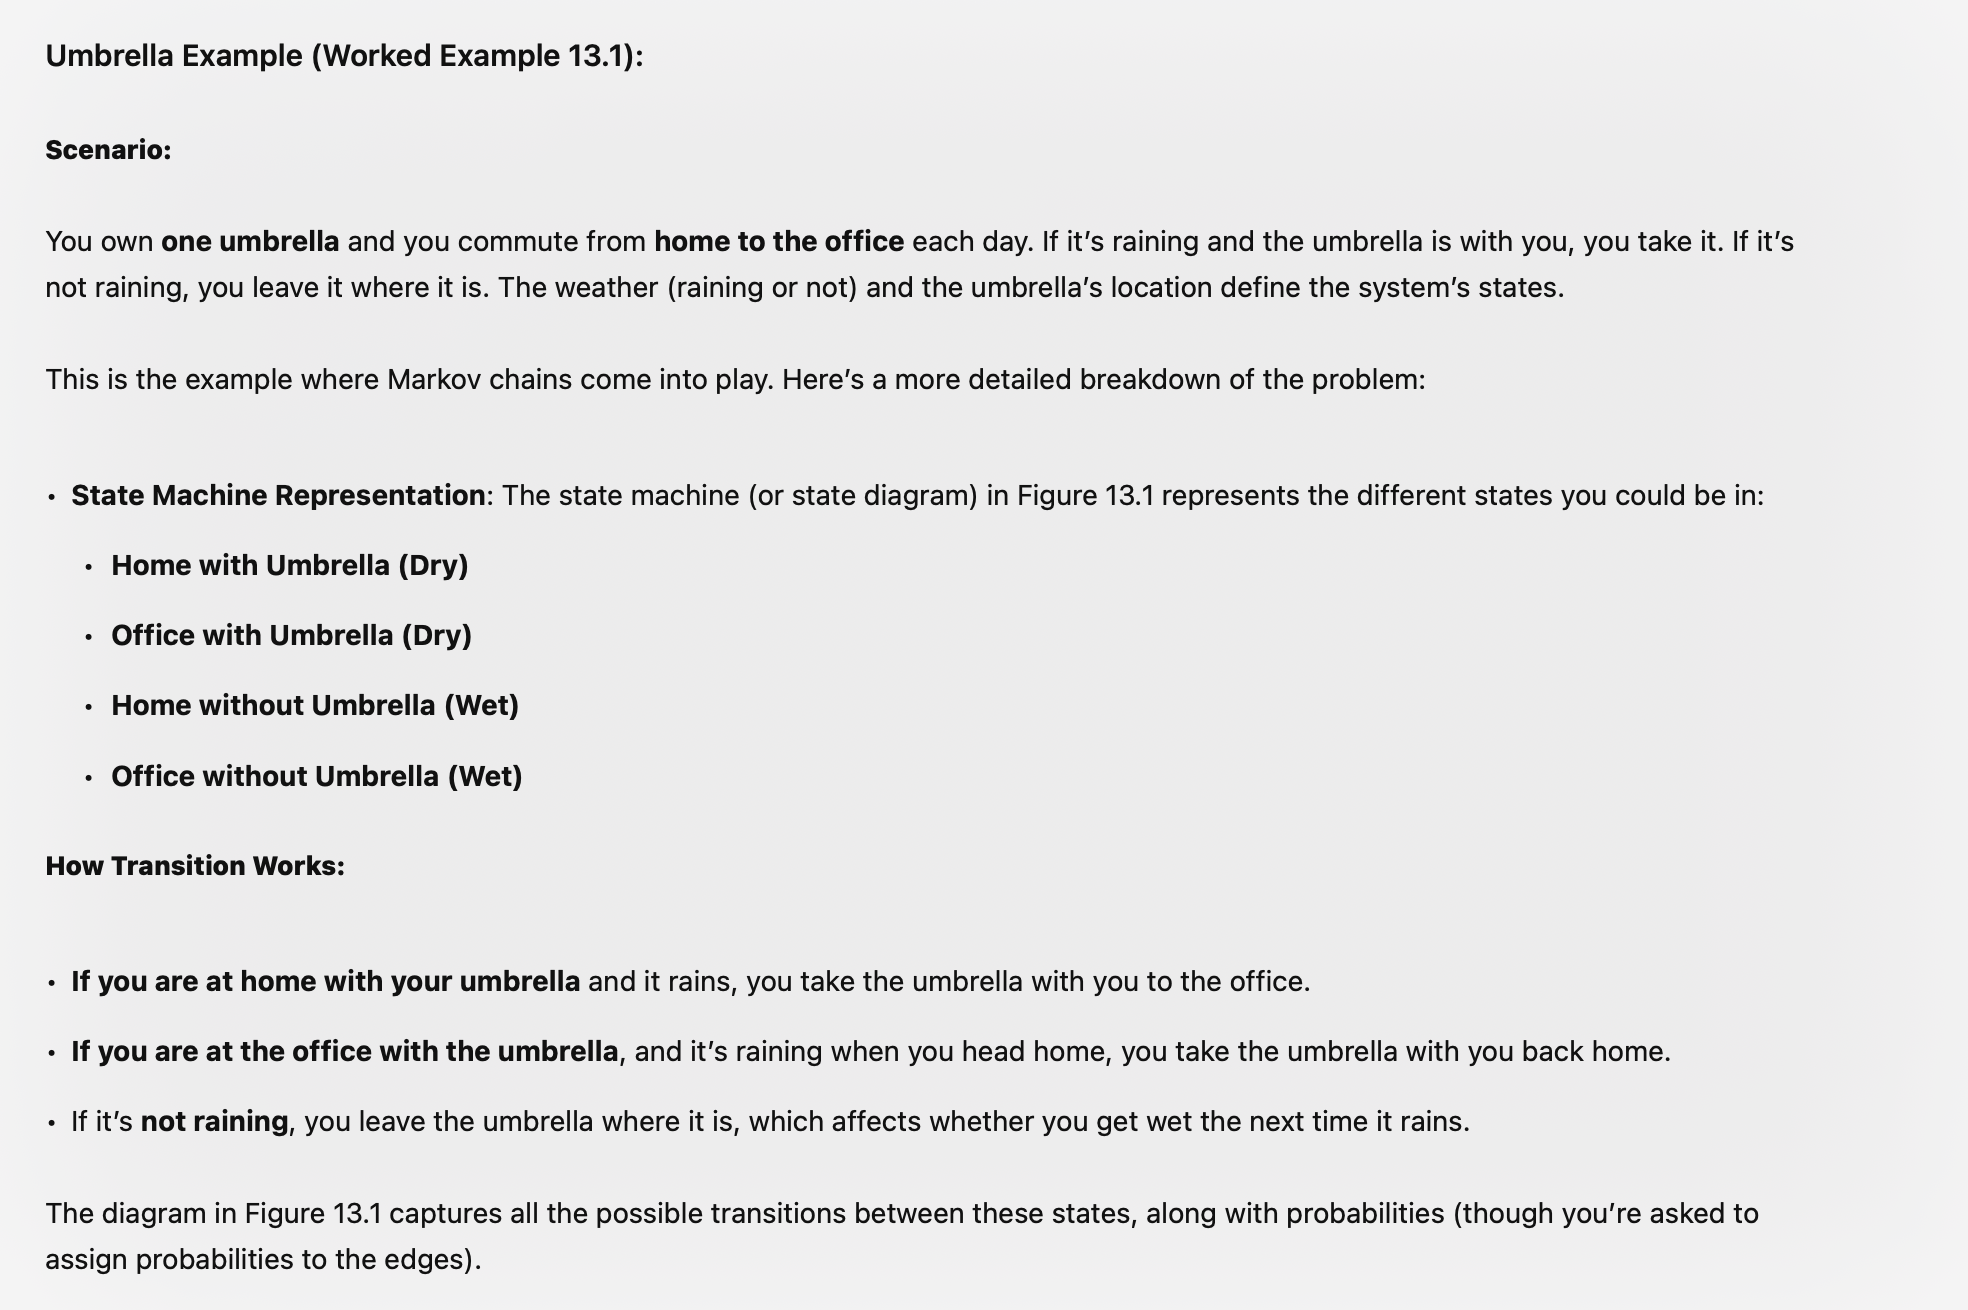 Umbrella Example (Worked Example 13.1):
Scenario:
You own one umbrella and you commute from home to the office each day. If it’s raining and the umbrella is with you, you take it. If it’s
not raining, you leave it where it is. The weather (raining or not) and the umbrella’s location define the system’s states.
This is the example where Markov chains come into play. Here’s a more detailed breakdown of the problem:
• State Machine Representation: The state machine (or state diagram) in Figure 13.1 represents the different states you could be in:
• Home with Umbrella (Dry)
• Office with Umbrella (Dry)
• Home without Umbrella (Wet)
• Office without Umbrella (Wet)
How Transition Works:
• If you are at home with your umbrella and it rains, you take the umbrella with you to the office.
• If you are at the office with the umbrella, and it’s raining when you head home, you take the umbrella with you back home.
• If it’s not raining, you leave the umbrella where it is, which affects whether you get wet the next time it rains.
The diagram in Figure 13.1 captures all the possible transitions between these states, along with probabilities (though you’re asked to
assign probabilities to the edges).